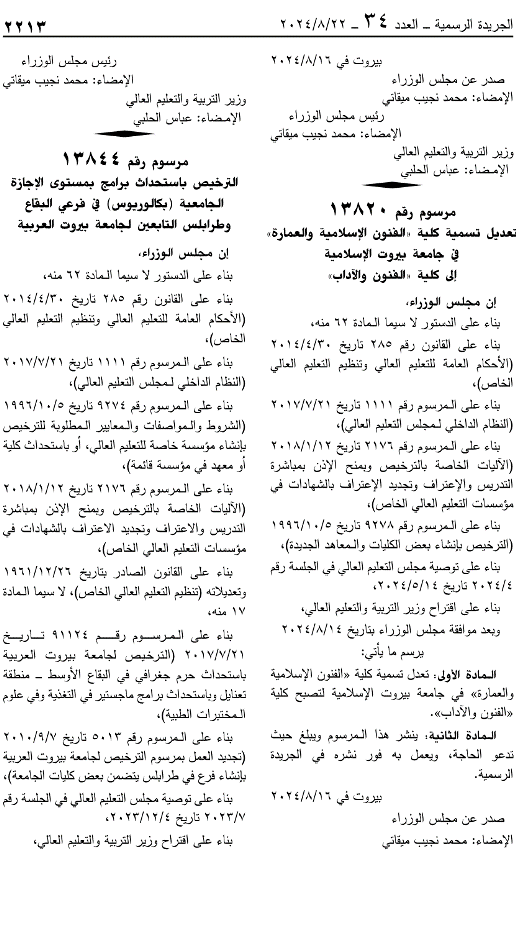 الجريدة الرسمية ــ العدد ٣٤ ــ ٢٠٢٤/٨/٢٢
٢٢١٣
بيروت في ٢٠٢٤/٨/١٦
صدر عن مجلس الوزراء
الإمضاء: محمد نجيب ميقاتي
رئيس مجلس الوزراء
الإمضاء: محمد نجيب ميقاتي
وزير التربية والتعليم العالي
الإمضاء: عباس الحلبي
مرسوم رقم ١٣٨٢٠
تعديل تسمية كلية «الفنون الإسلامية والعمارة»
في جامعة بيروت الإسلامية
إلى كلية «الفنون والآداب»
إن مجلس الوزراء،
بناء على الدستور لا سيما المادة ٦٢ منه،
بناء على القانون رقم ٢٨٥ تاريخ ٢٠١٤/٤/٣٠
(الأحكام العامة للتعليم العالي وتنظيم التعليم العالي
الخاص)،
بناء على المرسوم رقم ١١١١ تاريخ ٢٠١٧/٧/٢١
(النظام الداخلي لمجلس التعليم العالي)،
بناء على المرسوم رقم ٢١٧٦ تاريخ ٢٠١٨/١/١٢
(الآليات الخاصة بالترخيص وبمنح الإذن بمباشرة
التدريس والإعتراف وتجديد الإعتراف بالشهادات في
مؤسسات التعليم العالي الخاص)،
بناء على المرسوم رقم ٩٢٧٨ تاريخ ١٩٩٦/١٠/٥
(الترخيص بإنشاء بعض الكليات والمعاهد الجديدة)،
بناء على توصية مجلس التعليم العالي في الجلسة رقم
٢٠٢٤/٤ تاريخ ٢٠٢٤/٥/١٤،
بناء على اقتراح وزير التربية والتعليم العالي،
وبعد موافقة مجلس الوزراء بتاريخ ٢٠٢٤/٨/١٤
يرسم ما يأتي:
المادة الأولى: تعدل تسمية كلية «الفنون الإسلامية
والعمارة» في جامعة بيروت الإسلامية لتصبح كلية
«الفنون والآداب».
المادة الثانية: ينشر هذا المرسوم ويبلغ حيث
تدعو الحاجة، ويعمل به فور نشره في الجريدة
الرسمية.
بيروت في ٢٠٢٤/٨/١٦
صدر عن مجلس الوزراء
الإمضاء: محمد نجيب ميقاتي
رئيس مجلس الوزراء
الإمضاء: محمد نجيب ميقاتي
وزير التربية والتعليم العالي
الإمضاء: عباس الحلبي
مرسوم رقم ١٣٨٤٤
الترخيص باستحداث برامج بمستوى الإجازة
الجامعية (بكالوريوس) في فرعي البقاع
وطرابلس التابعين لجامعة بيروت العربية
إن مجلس الوزراء،
بناء على الدستور لا سيما المادة ٦٢ منه،
بناء على القانون رقم ٢٨٥ تاريخ ٢٠١٤/٤/٣٠
(الأحكام العامة للتعليم العالي وتنظيم التعليم العالي
الخاص)،
بناء على المرسوم رقم ١١١١ تاريخ ٢٠١٧/٧/٢١
(النظام الداخلي لمجلس التعليم العالي)،
بناء على المرسوم رقم ٩٢٧٤ تاريخ ١٩٩٦/١٠/٥
(الشروط والمواصفات والمعايير المطلوبة للترخيص
بإنشاء مؤسسة خاصة للتعليم العالي، أو باستحداث كلية
أو معهد في مؤسسة قائمة)،
بناء على المرسوم رقم ٢١٧٦ تاريخ ٢٠١٨/١/١٢
(الآليات الخاصة بالترخيص وبمنح الإذن بمباشرة
التدريس والاعتراف وتجديد الاعتراف بالشهادات في
مؤسسات التعليم العالي الخاص)،
بناء على القانون الصادر بتاريخ ١٩٦١/١٢/٢٦
وتعديلاته (تنظيم التعليم العالي الخاص)، لا سيما المادة
١٧ منه،
بناء على المرسوم رقم ٩١١٢٤ تاريخ
٢٠١٧/٧/٢١ (الترخيص لجامعة بيروت العربية
باستحداث حرم جغرافي في البقاع الأوسط ــ منطقة
تعنايل وباستحداث برامج ماجستير في التغذية وفي علوم
المختبرات الطبية)،
بناء على المرسوم رقم ٥٠١٣ تاريخ ٢٠١٠/٩/٧
(تجديد العمل بمرسوم الترخيص لجامعة بيروت العربية
بإنشاء فرع في طرابلس يتضمن بعض كليات الجامعة)،
بناء على توصية مجلس التعليم العالي في الجلسة رقم
٢٠٢٣/٧ تاريخ ٢٠٢٣/١٢/٤،
بناء على اقتراح وزير التربية والتعليم العالي،